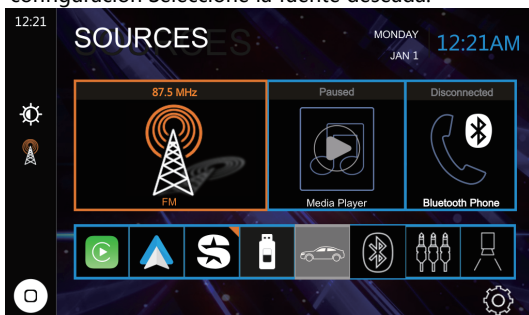 configuración Seleccione la fuente deseada.
12:21
SOURCES
MONDAY
JAN 1
12:21AM
87.5 MHz
Paused
Disconnected
FM
Media Player
Bluetooth Phone